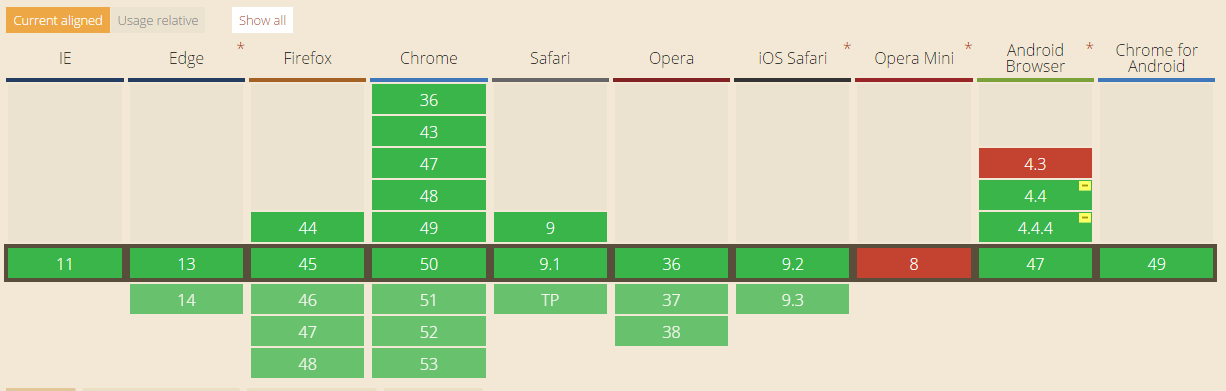 Current aligned Usage relative Show all
IE Edge * Firefox Chrome Safari Opera iOS Safari * Opera Mini * Android Browser * Chrome for Android
36
43
47 4.3
48 4.4
44 49 9 4.4.4
11 13 45 50 9.1 36 9.2 8 47 49
14 46 51 TP 37 9.3
47 52 38
48 53